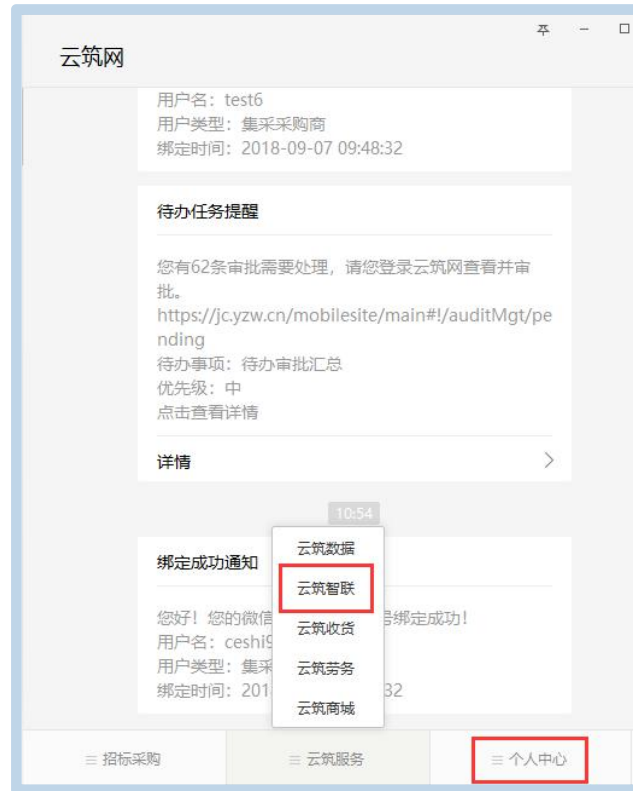 云筑网
用户名：test6
用户类型：集采采购商
绑定时间：2018-09-07 09:48:32
待办任务提醒
您有62条审批需要处理，请您登录云筑网查看并审
批。
https://jc.yzw.cn/mobilesite/main#!/auditMgt/pe
nding
待办事项：待办审批汇总
优先级：中
点击查看详情
详情
10:54
绑定成功通知
您好！您的微信
号绑定成功！
用户名：ceshi9
用户类型：集采
绑定时间：201
32
云筑数据
云筑智联
云筑收货
云筑劳务
云筑商城
招标采购
云筑服务
个人中心